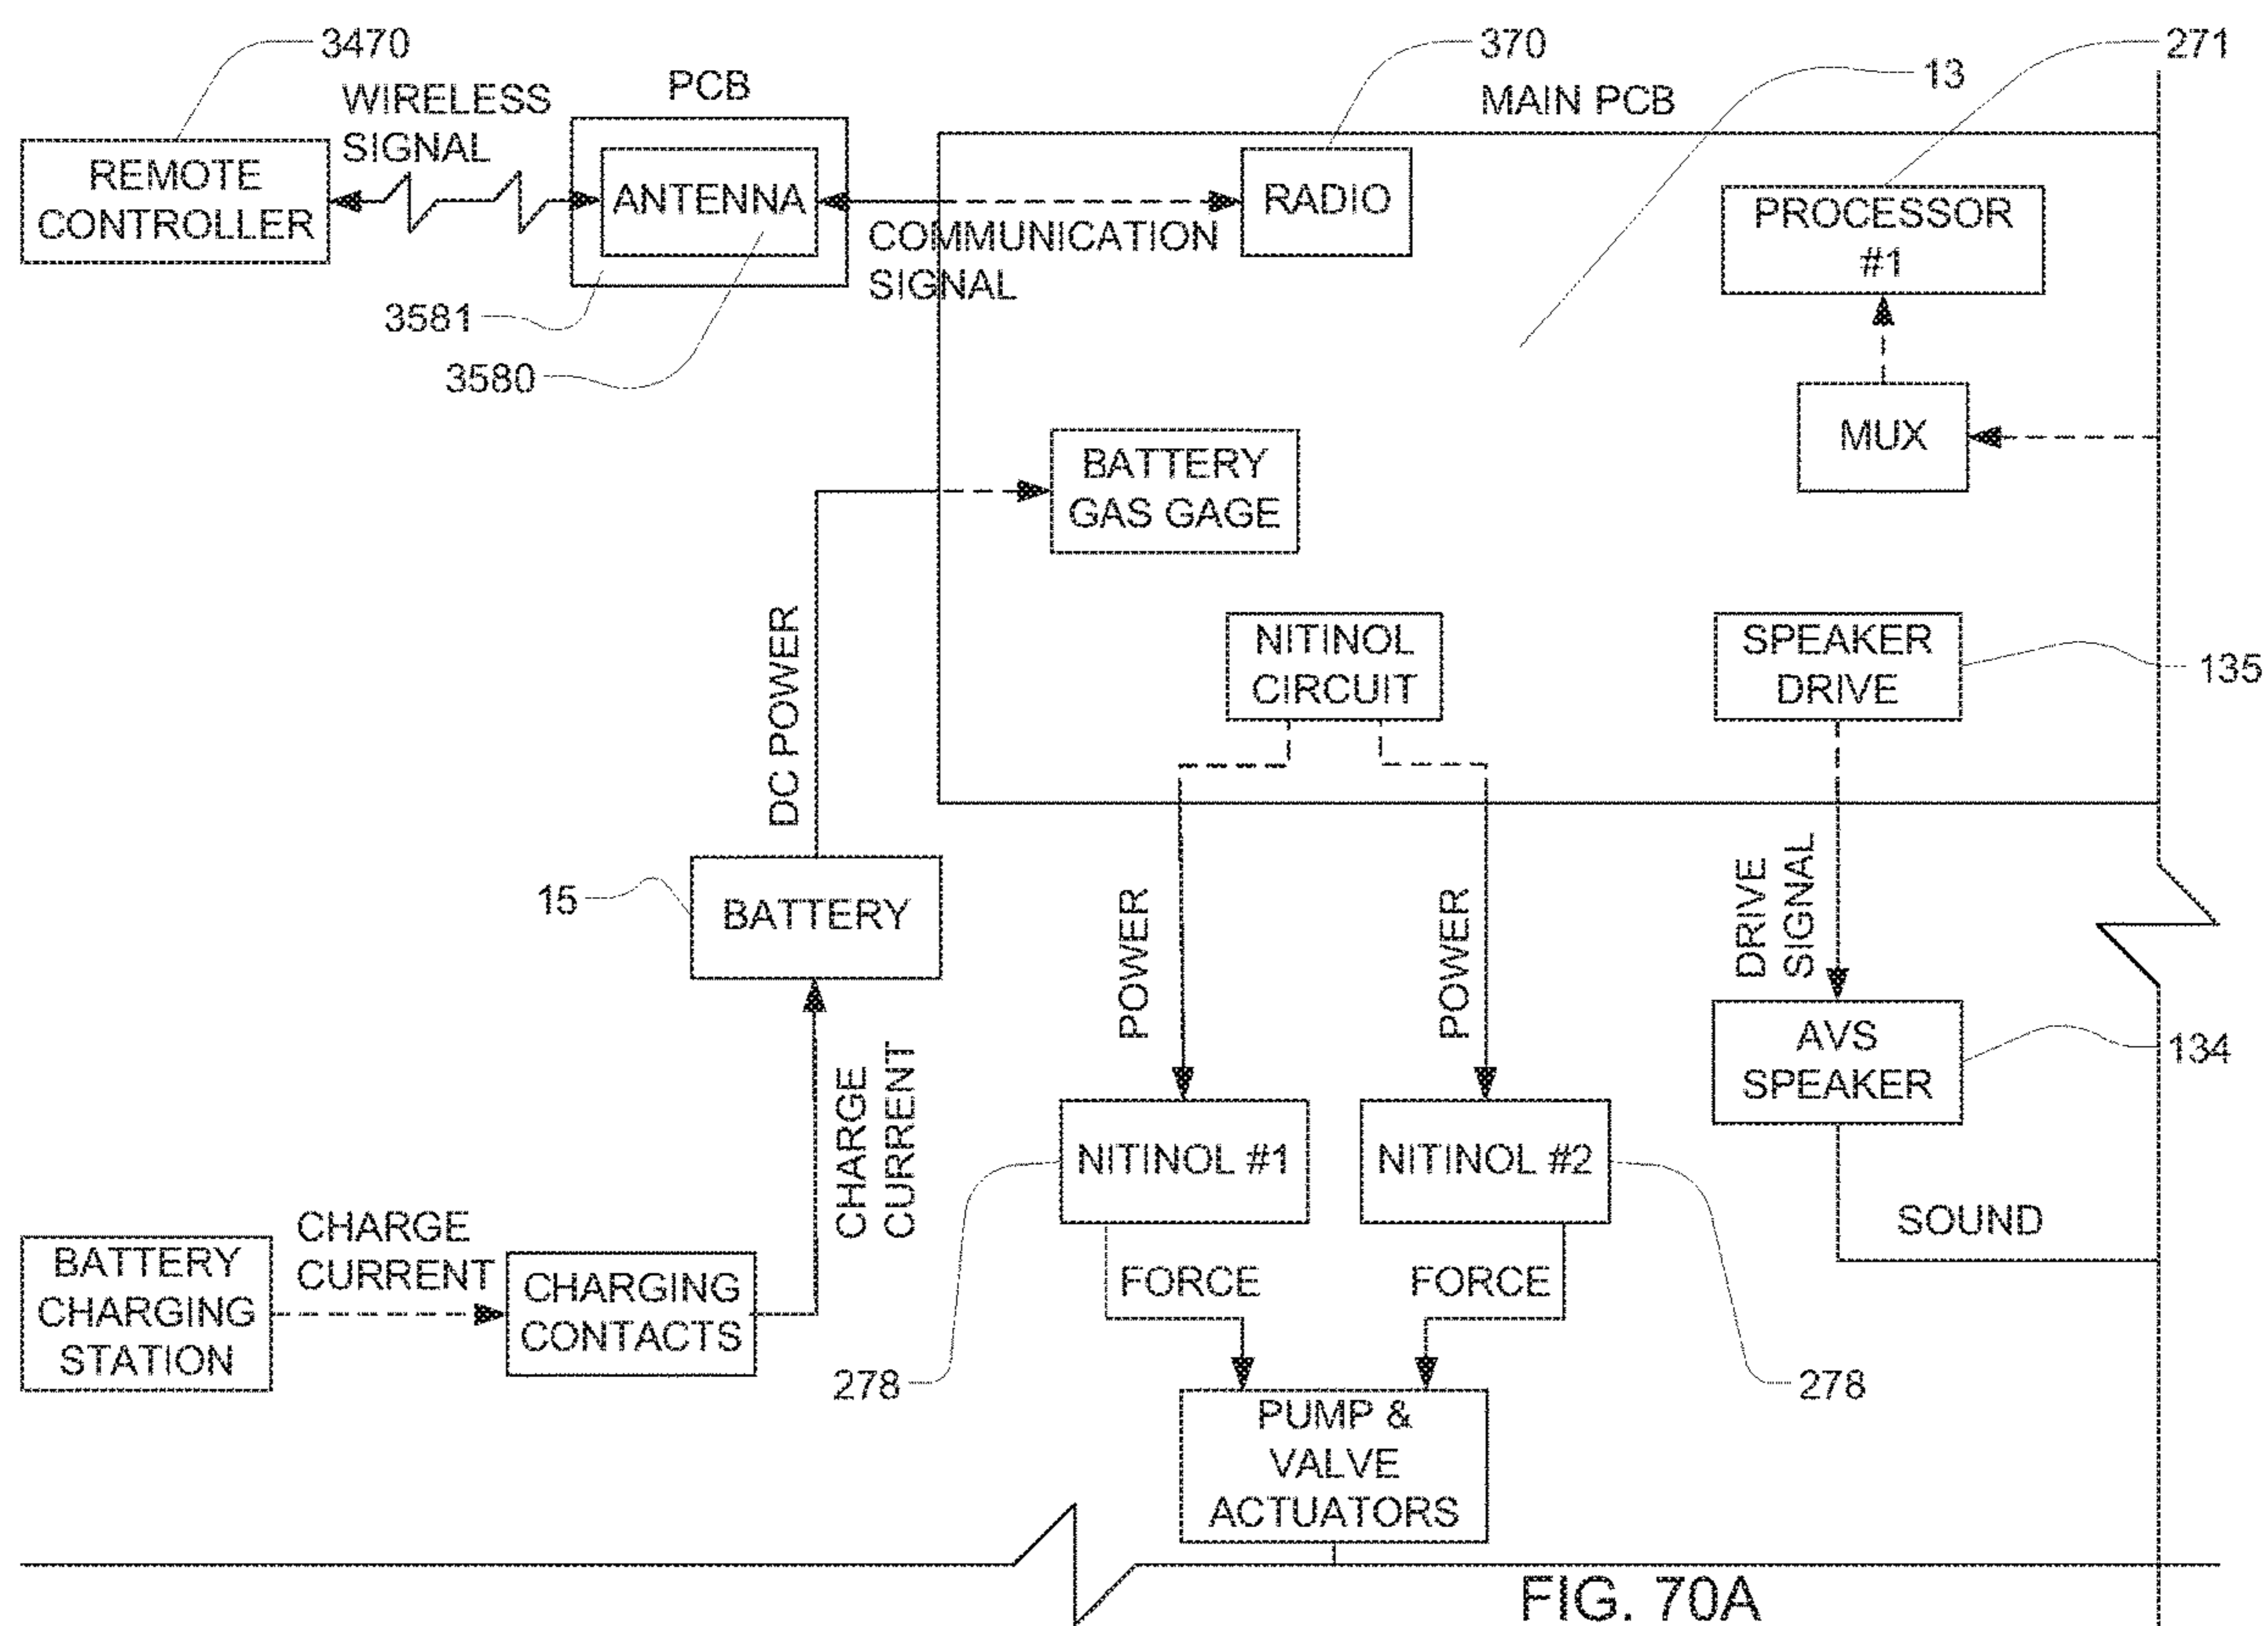 3470
370
271
13
PCB
MAIN PCB
WIRELESS
SIGNAL
REMOTE
CONTROLLER
ANTENNA
RADIO
PROCESSOR
#1
COMMUNICATION
SIGNAL
3581
3580
MUX
BATTERY
GAS GAGE
DC POWER
NITINOL
CIRCUIT
SPEAKER
DRIVE
135
15
BATTERY
POWER
POWER
DRIVE
SIGNAL
AVS
SPEAKER
134
CHARGE
CURRENT
NITINOL #1
NITINOL #2
SOUND
CHARGE
CURRENT
BATTERY
CHARGING
STATION
CHARGING
CONTACTS
FORCE
FORCE
278
278
PUMP &
VALVE
ACTUATORS
FIG. 70A